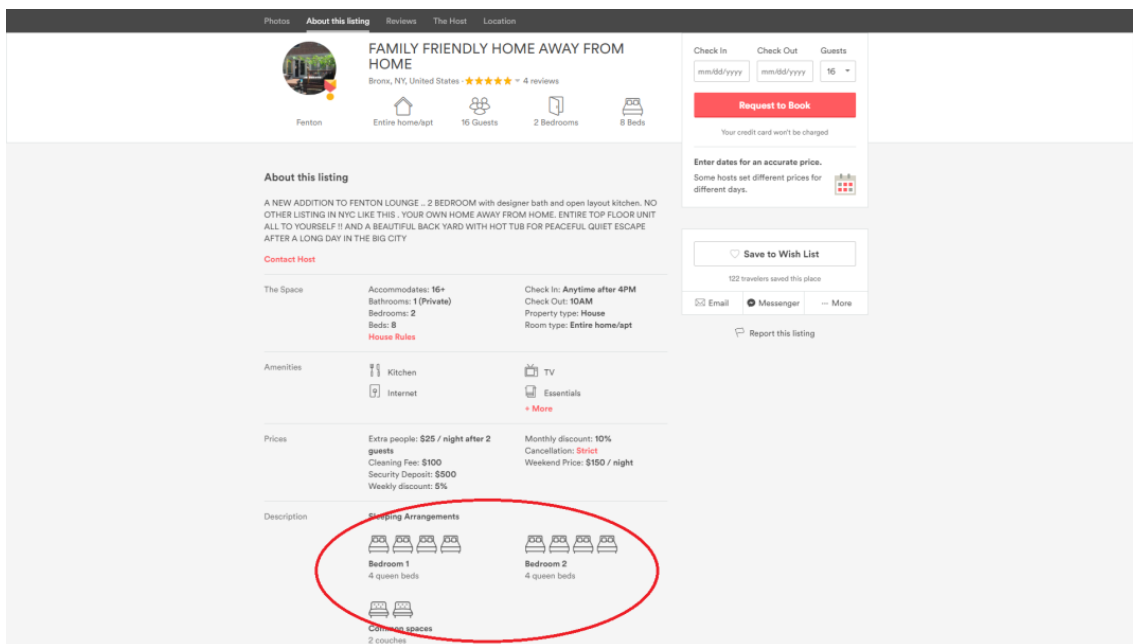 Photos About this listing Reviews The Host Location
FAMILY FRIENDLY HOME AWAY FROM
HOME
Bronx, NY, United States · ★★★★★ 4 reviews
Fenton
Entire home/apt 16 Guests 2 Bedrooms 8 Beds
Check In Check Out Guests
mm/dd/yyyy mm/dd/yyyy 16
Request to Book
Your credit card won't be charged
Enter dates for an accurate price.
Some hosts set different prices for
different days.
About this listing
A NEW ADDITION TO FENTON LOUNGE .. 2 BEDROOM with designer bath and open layout kitchen. NO
OTHER LISTING IN NYC LIKE THIS . YOUR OWN HOME AWAY FROM HOME. ENTIRE TOP FLOOR UNIT
ALL TO YOURSELF !! AND A BEAUTIFUL BACK YARD WITH HOT TUB FOR PEACEFUL QUIET ESCAPE
AFTER A LONG DAY IN THE BIG CITY
Contact Host
Save to Wish List
122 travelers saved this place
Email Messenger ··· More
Report this listing
The Space
Accommodates: 16+
Bathrooms: 1 (Private)
Bedrooms: 2
Beds: 8
House Rules
Check In: Anytime after 4PM
Check Out: 10AM
Property type: House
Room type: Entire home/apt
Amenities
Kitchen
Internet
TV
Essentials
+ More
Prices
Extra people: $25 / night after 2
guests
Cleaning Fee: $100
Security Deposit: $500
Weekly discount: 5%
Monthly discount: 10%
Cancellation: Strict
Weekend Price: $150 / night
Description
Sleeping Arrangements
Bedroom 1
4 queen beds
Bedroom 2
4 queen beds
Common spaces
2 couches